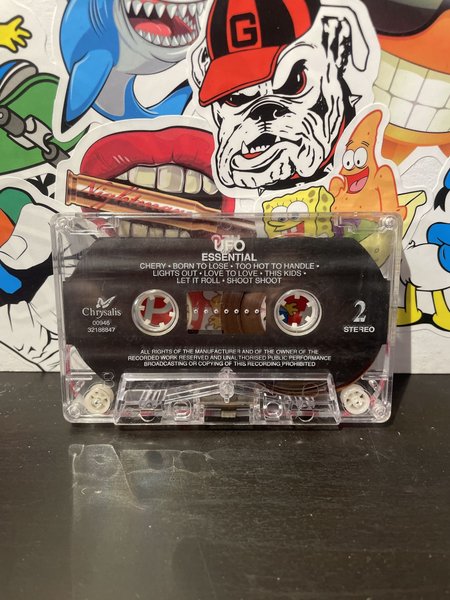 G
Nightmare
UFO
ESSENTIAL
CHERY • BORN TO LOSE • TOO HOT TO HANDLE •
LIGHTS OUT • LOVE TO LOVE • THIS KIDS •
LET IT ROLL • SHOOT SHOOT
Chrysalis
00946
32188847
2
STEREO
ALL RIGHTS OF THE MANUFACTURER AND OF THE OWNER OF THE
RECORDED WORK RESERVED AND UNAUTHORISED PUBLIC PERFORMANCE
BROADCASTING OR COPYING OF THIS RECORDING PROHIBITED